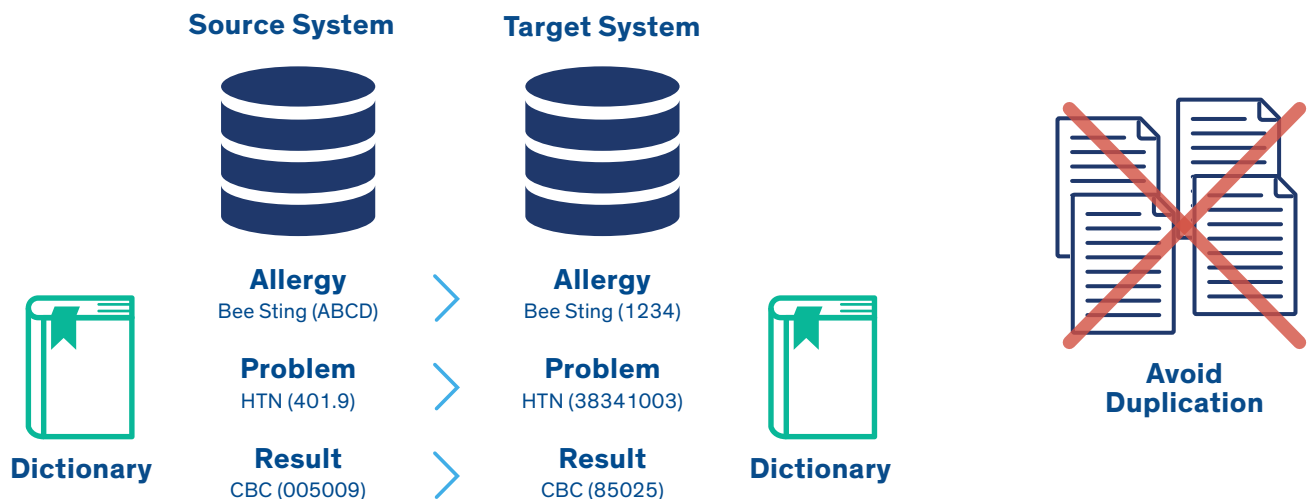 Source System
Target System
Allergy
Bee Sting (ABCD)
Allergy
Bee Sting (1234)
Problem
HTN (401.9)
Problem
HTN (38341003)
Result
CBC (005009)
Result
CBC (85025)
Dictionary
Dictionary
Avoid
Duplication